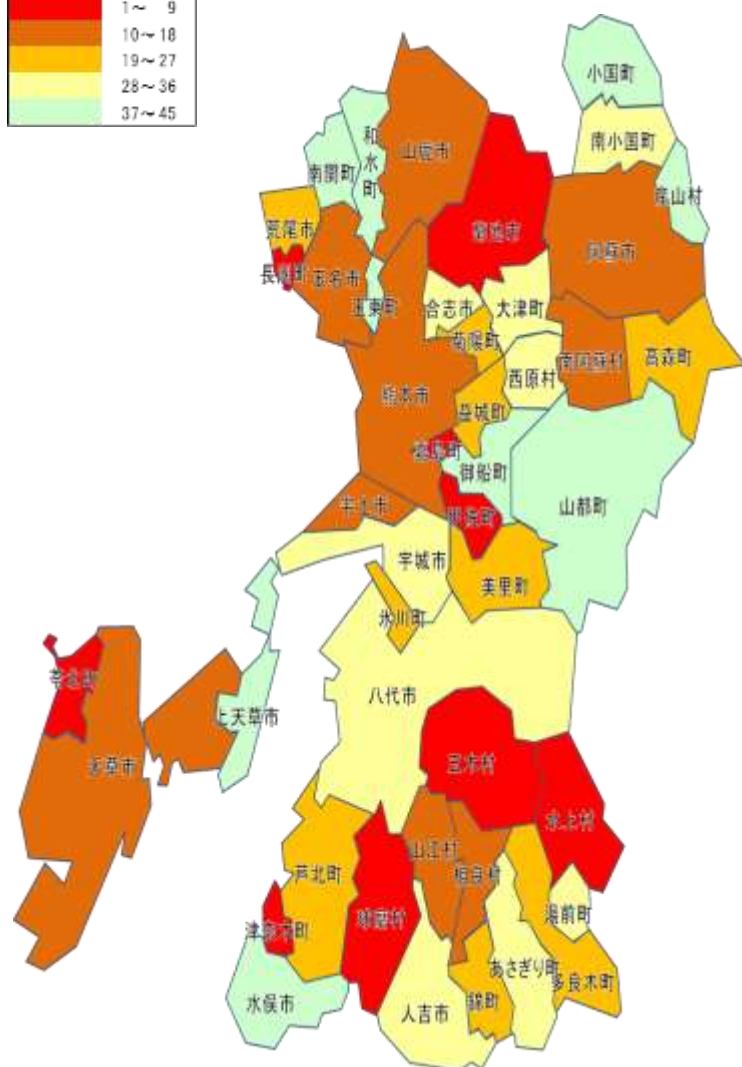 1～ 9
10～18
19～27
28～36
37～45
小国町
南小国町
産山村
和水町
山鹿市
南関町
菊池市
阿蘇市
荒尾市
長洲町
玉名市
玉東町
合志市
大津町
菊陽町
西原村
南阿蘇村
高森町
熊本市
益城町
嘉島町
御船町
山都町
甲佐町
宇土市
宇城市
美里町
氷川町
八代市
上天草市
苓北町
天草市
五木村
水上村
山江村
相良村
芦北町
湯前町
津奈木町
球磨村
あさぎり町
多良木町
水俣市
人吉市
錦町